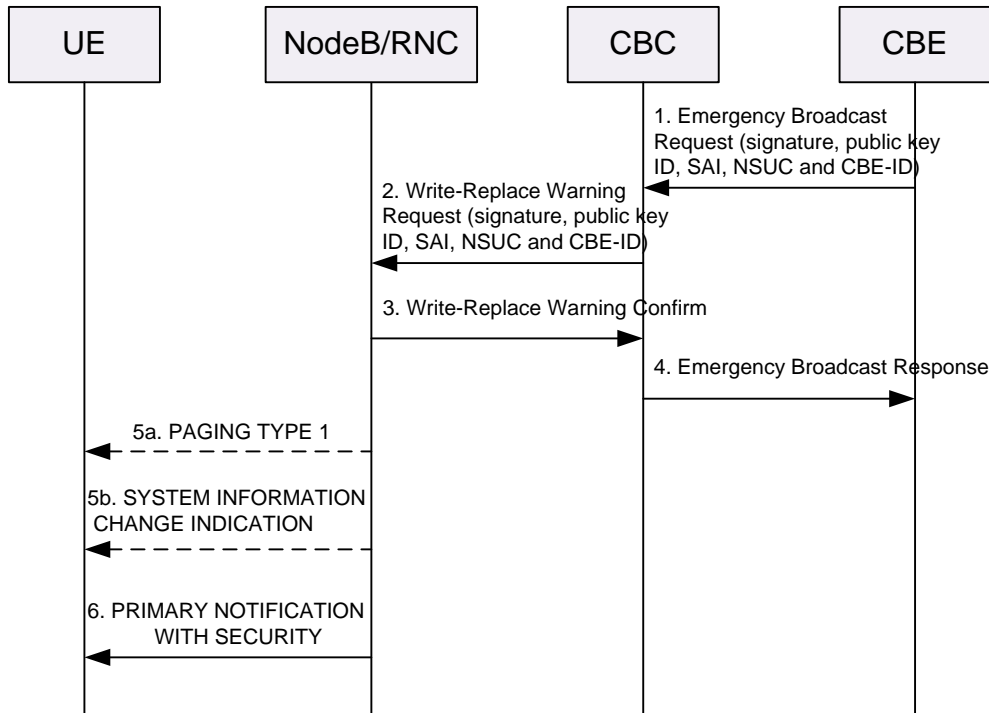 UE
NodeB/RNC
CBC
CBE
1. Emergency Broadcast
Request (signature, public key
ID, SAI, NSUC and CBE-ID)
2. Write-Replace Warning
Request (signature, public key
ID, SAI, NSUC and CBE-ID)
3. Write-Replace Warning Confirm
4. Emergency Broadcast Response
5a. PAGING TYPE 1
5b. SYSTEM INFORMATION
CHANGE INDICATION
6. PRIMARY NOTIFICATION
WITH SECURITY